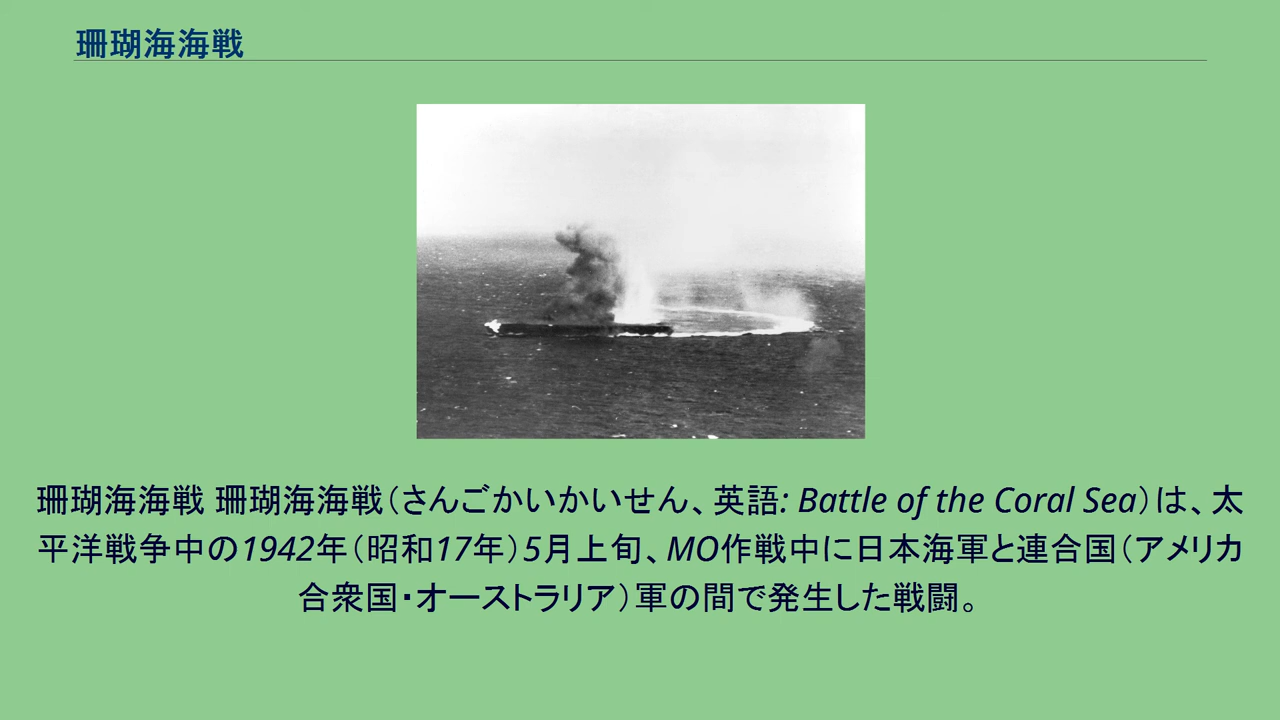 珊瑚海海戦
珊瑚海海戦 珊瑚海海戦（さんごかいかいせん、英語: Battle of the Coral Sea）は、太
平洋戦争中の1942年（昭和17年）5月上旬、MO作戦中に日本海軍と連合国（アメリカ
合衆国・オーストラリア）軍の間で発生した戦闘。